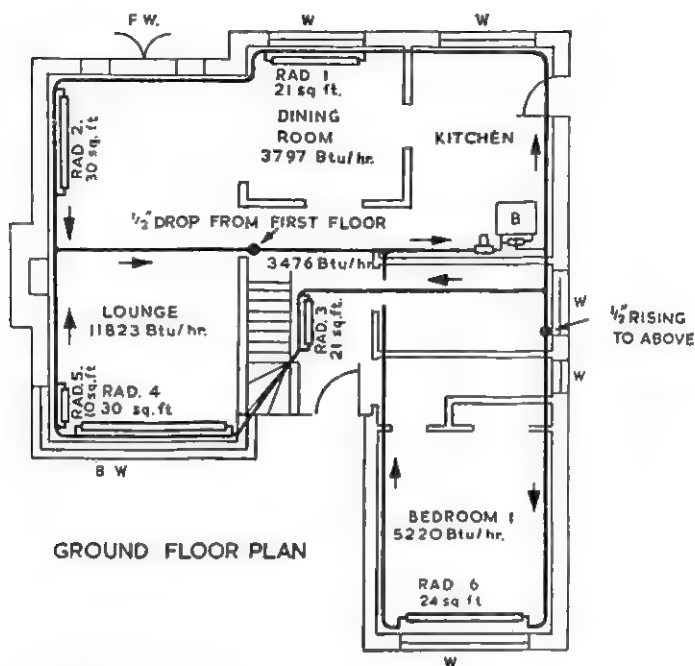 F W.
W
W
RAD 1
21 sq ft.
DINING
ROOM
3797 Btu/hr.
KITCHEN
RAD 2.
30 sq. ft
B
1/2" DROP FROM FIRST FLOOR
3476 Btu/hr.
LOUNGE
11823 Btu/hr.
RAD. 3
21 sq. ft.
W
1/2" RISING
TO ABOVE
W
RAD. 5.
10 sq. ft
RAD. 4
30 sq. ft
B W
GROUND FLOOR PLAN
BEDROOM 1
5220 Btu/hr.
RAD 6
24 sq ft
W